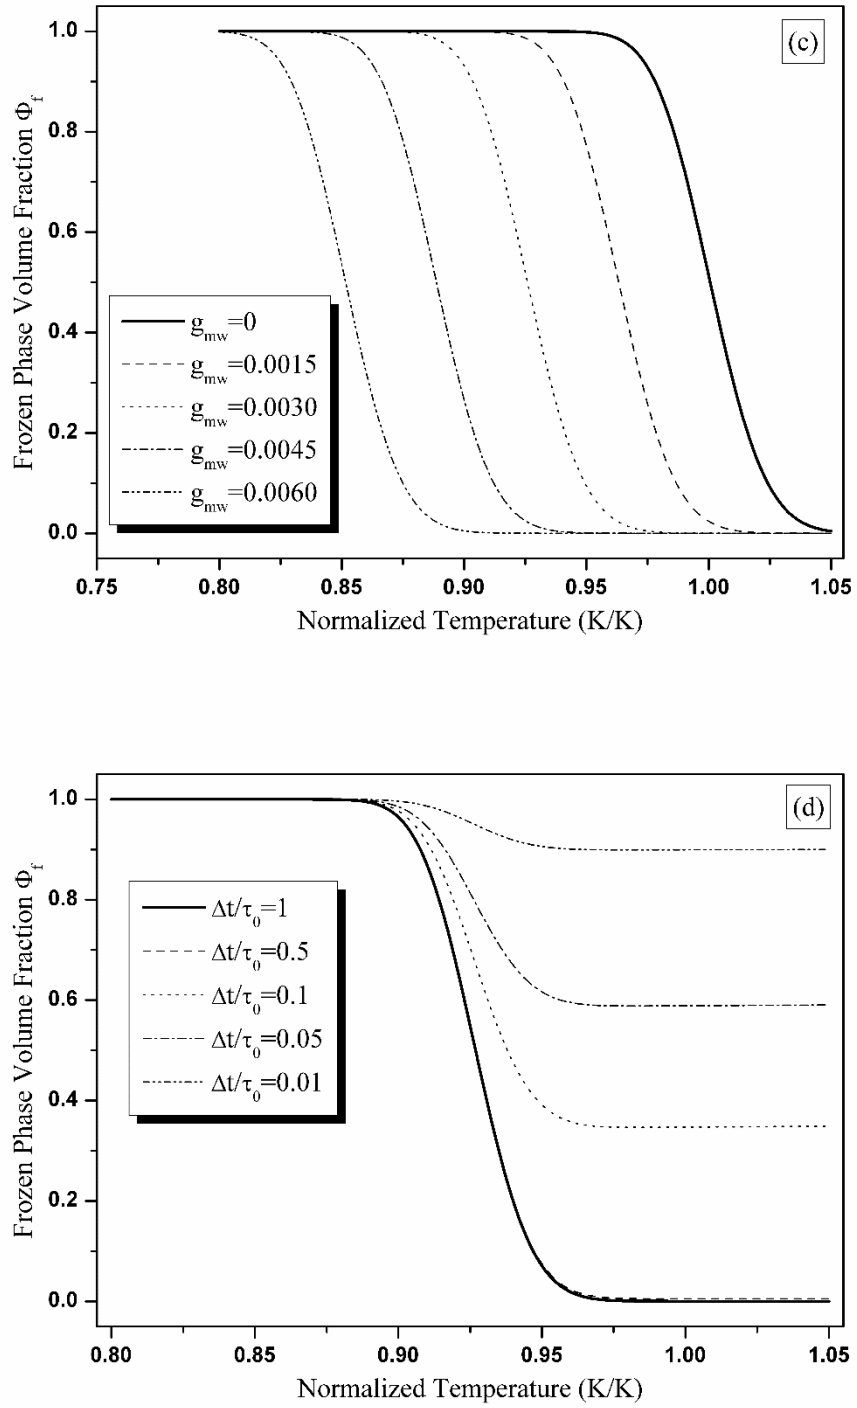 (c)
Frozen Phase Volume Fraction Φf
1.0
0.8
0.6
0.4
0.2
0.0
gmw=0
gmw=0.0015
gmw=0.0030
gmw=0.0045
gmw=0.0060
0.75 0.80 0.85 0.90 0.95 1.00 1.05
Normalized Temperature (K/K)
(d)
Frozen Phase Volume Fraction Φf
1.0
0.8
0.6
0.4
0.2
0.0
Δt/τ0=1
Δt/τ0=0.5
Δt/τ0=0.1
Δt/τ0=0.05
Δt/τ0=0.01
0.80 0.85 0.90 0.95 1.00 1.05
Normalized Temperature (K/K)